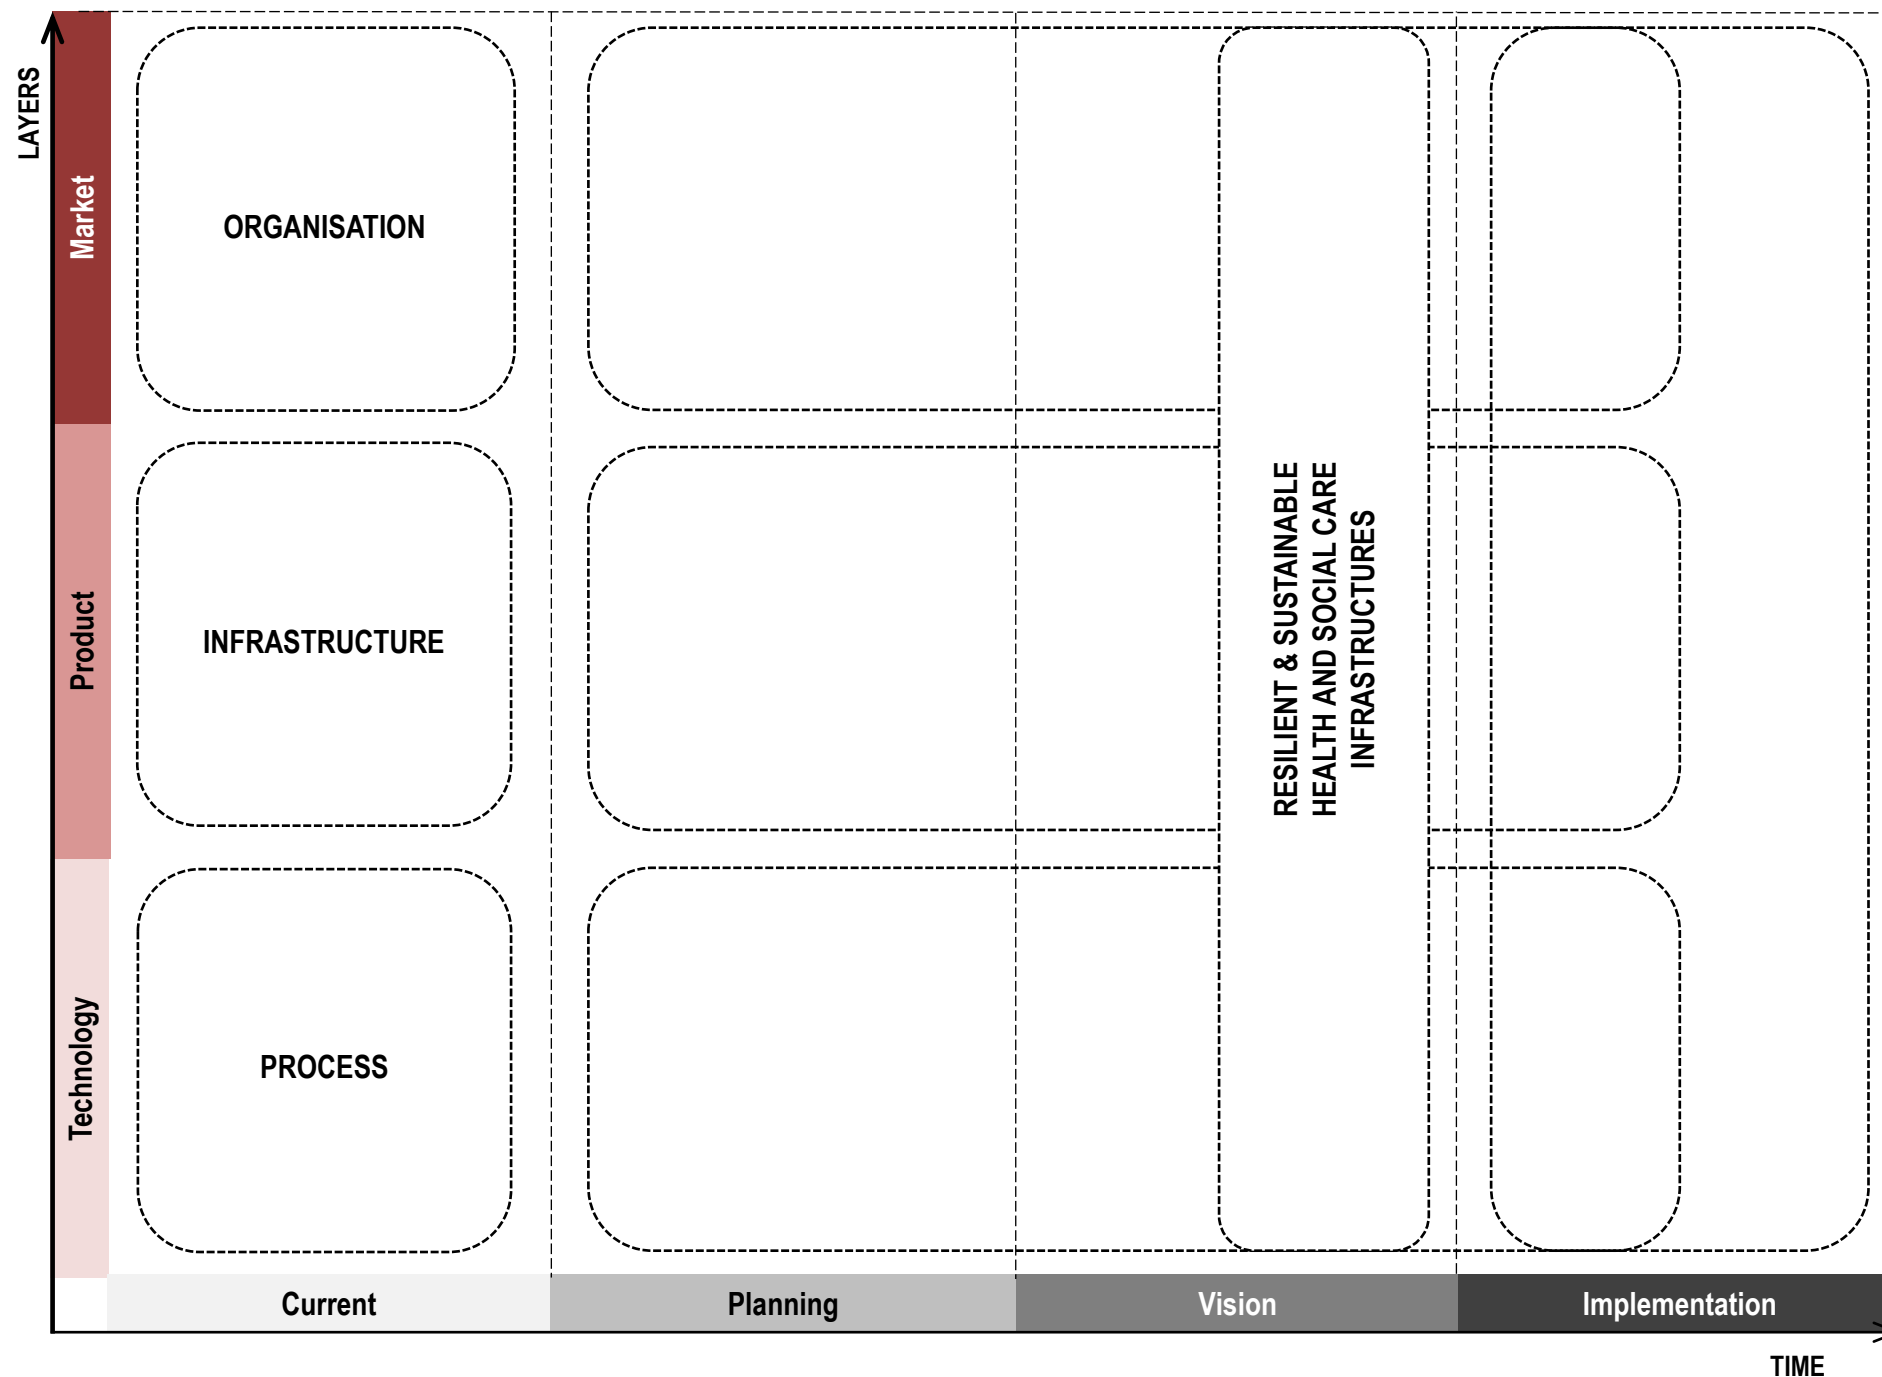 LAYERS
Market
ORGANISATION
Product
INFRASTRUCTURE
RESILIENT & SUSTAINABLE
HEALTH AND SOCIAL CARE
INFRASTRUCTURES
Technology
PROCESS
Current
Planning
Vision
Implementation
TIME